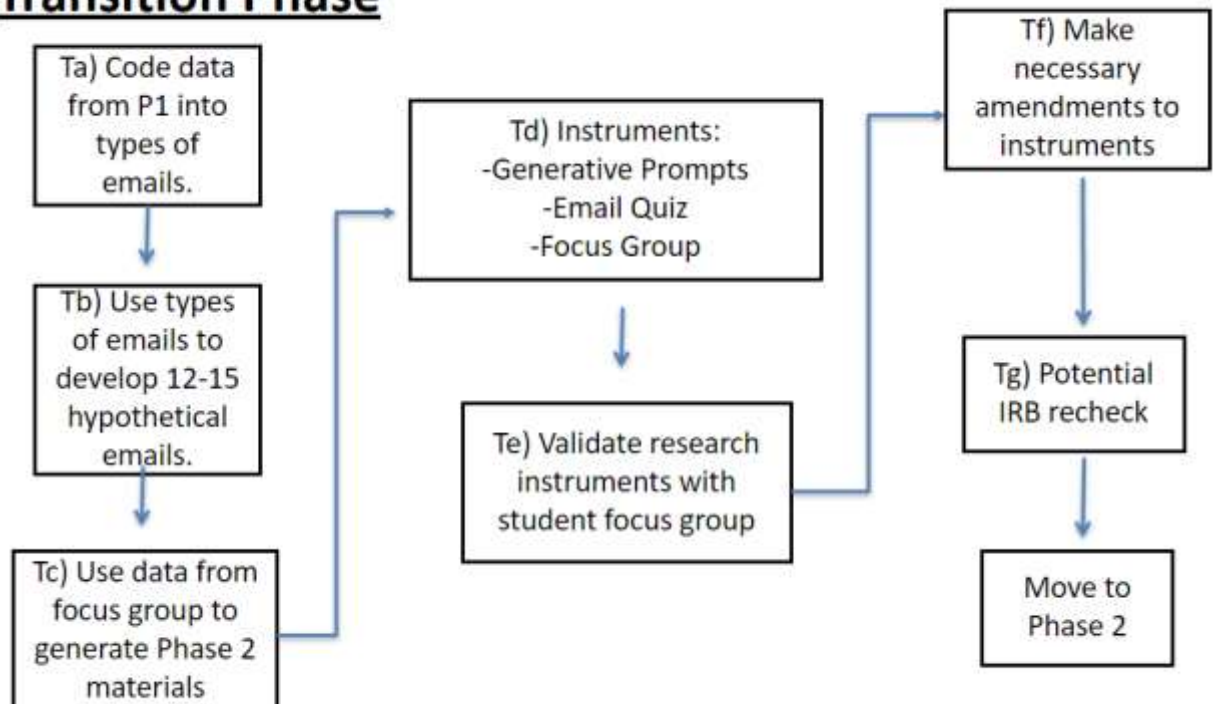 Transition Phase
Ta) Code data
from P1 into
types of
emails.
Tb) Use types
of emails to
develop 12-15
hypothetical
emails.
Tc) Use data from
focus group to
generate Phase 2
materials
Td) Instruments:
-Generative Prompts
-Email Quiz
-Focus Group
Te) Validate research
instruments with
student focus group
Tf) Make
necessary
amendments to
instruments
Tg) Potential
IRB recheck
Move to
Phase 2